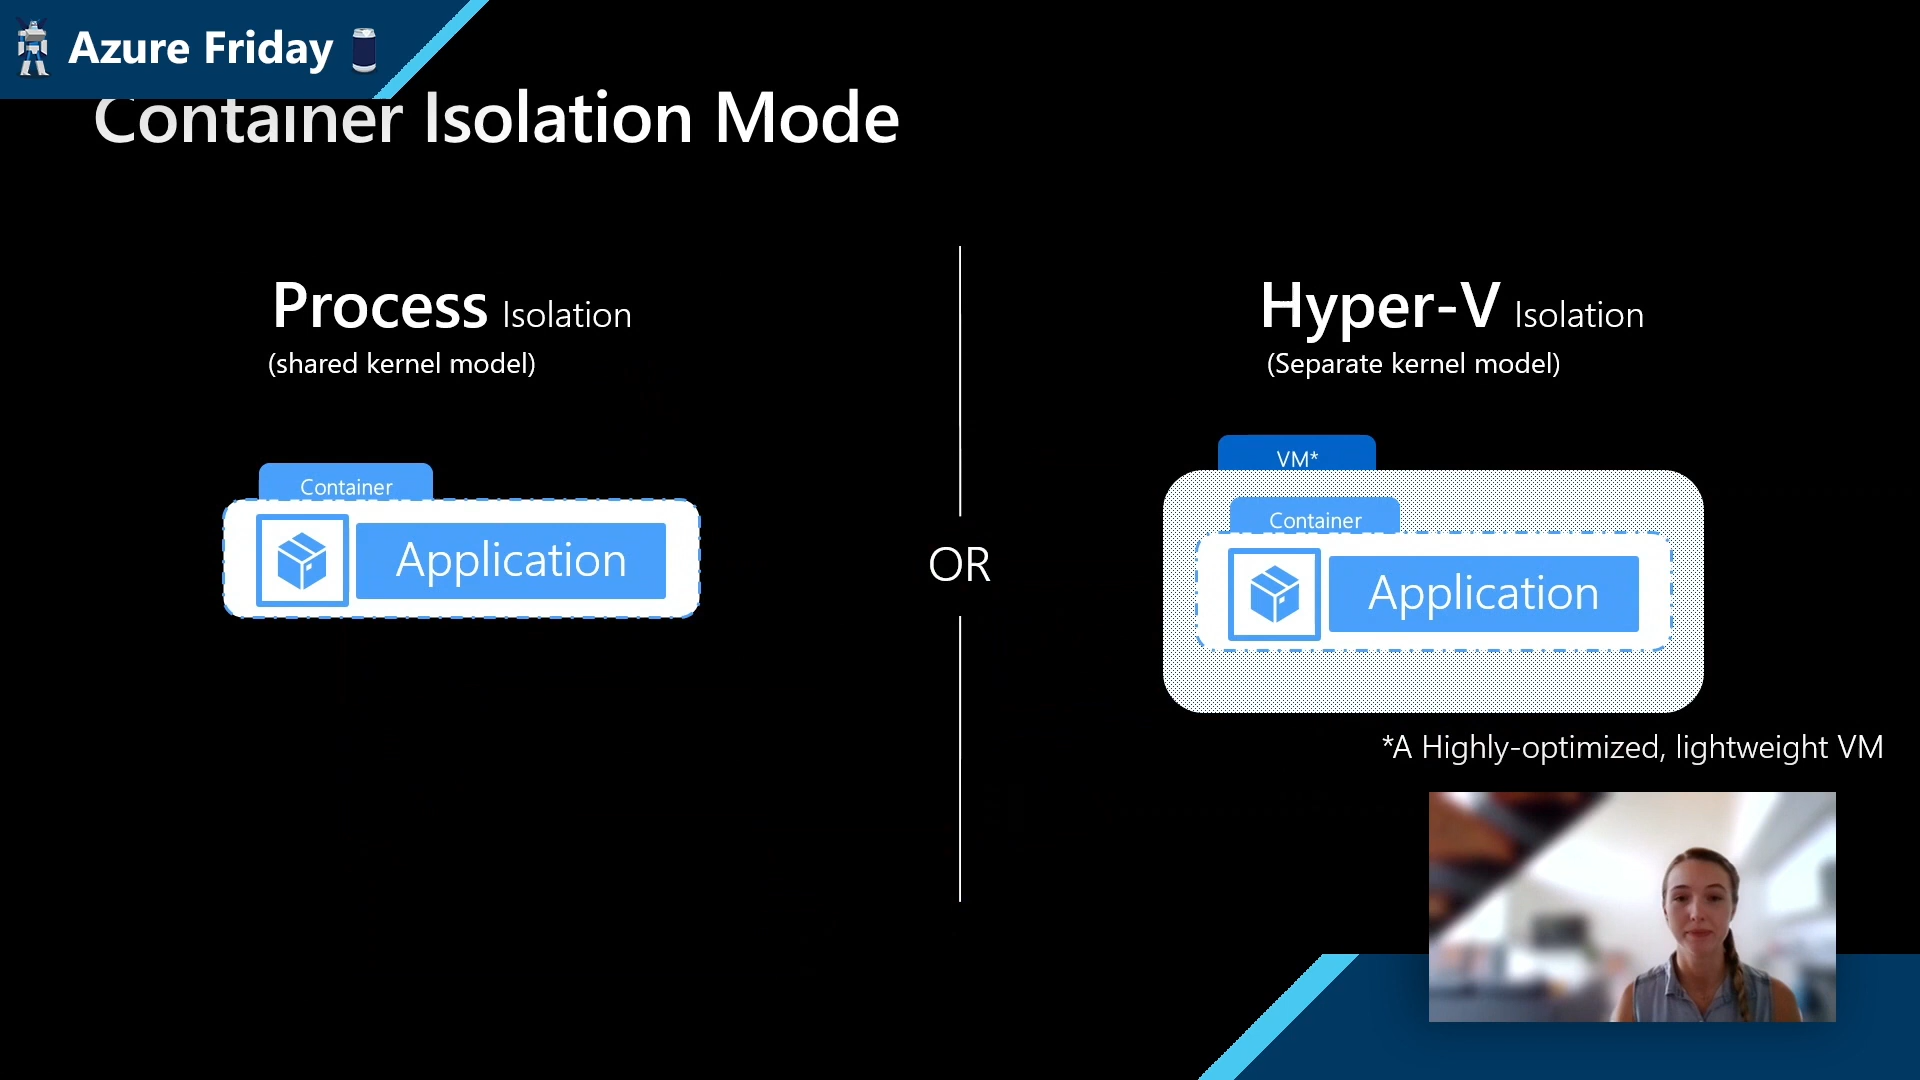 Azure Friday
Container Isolation Mode
Process Isolation
(shared kernel model)
Container
Application
OR
Hyper-V Isolation
(Separate kernel model)
VM*
Container
Application
*A Highly-optimized, lightweight VM